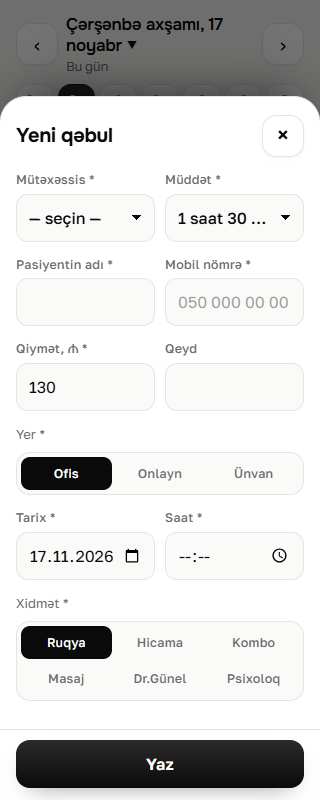 Çərşənbə axşamı, 17
noyabr ▼
Bu gün
Yeni qəbul
Mütəxəssis * Müddət *
— seçin — 1 saat 30 ...
Pasiyentin adı * Mobil nömrə *
050 000 00 00
Qiymət, ₼ * Qeyd
130
Yer *
Ofis Onlayn Ünvan
Tarix * Saat *
17.11.2026 --:--
Xidmət *
Ruqya Hicama Kombo
Masaj Dr.Günel Psixoloq
Yaz